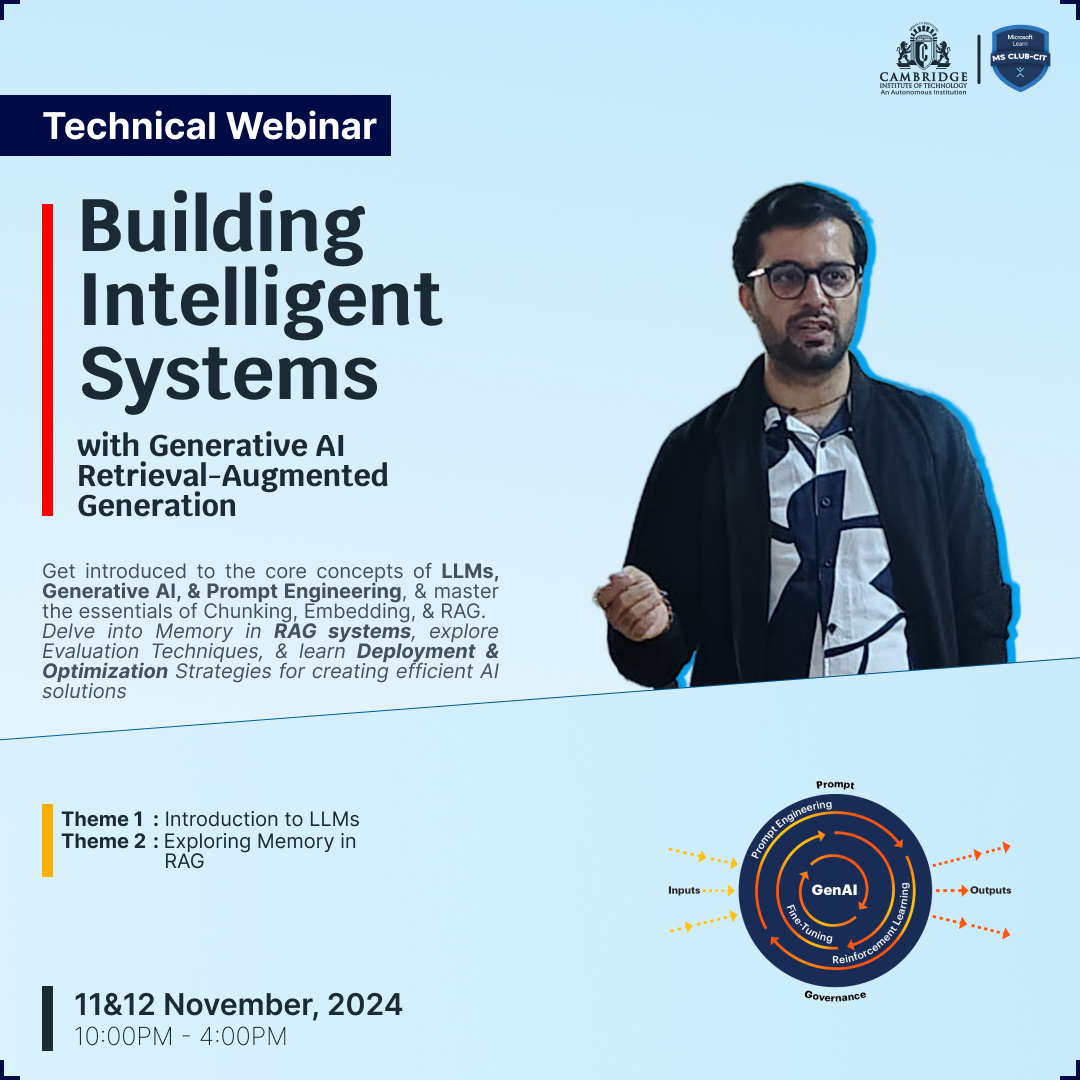 CAMBRIDGE
INSTITUTE OF TECHNOLOGY
An Autonomous Institution
Microsoft
Learn
MS CLUB-CIT
Technical Webinar
Building
Intelligent
Systems
with Generative AI
Retrieval-Augmented
Generation
Get introduced to the core concepts of LLMs,
Generative AI, & Prompt Engineering, & master
the essentials of Chunking, Embedding, & RAG.
Delve into Memory in RAG systems, explore
Evaluation Techniques, & learn Deployment &
Optimization Strategies for creating efficient AI
solutions
Theme 1 : Introduction to LLMs
Theme 2 : Exploring Memory in
RAG
Prompt
Prompt Engineering
Inputs
GenAI
Outputs
Fine-Tuning
Reinforcement Learning
Governance
11&12 November, 2024
10:00PM - 4:00PM